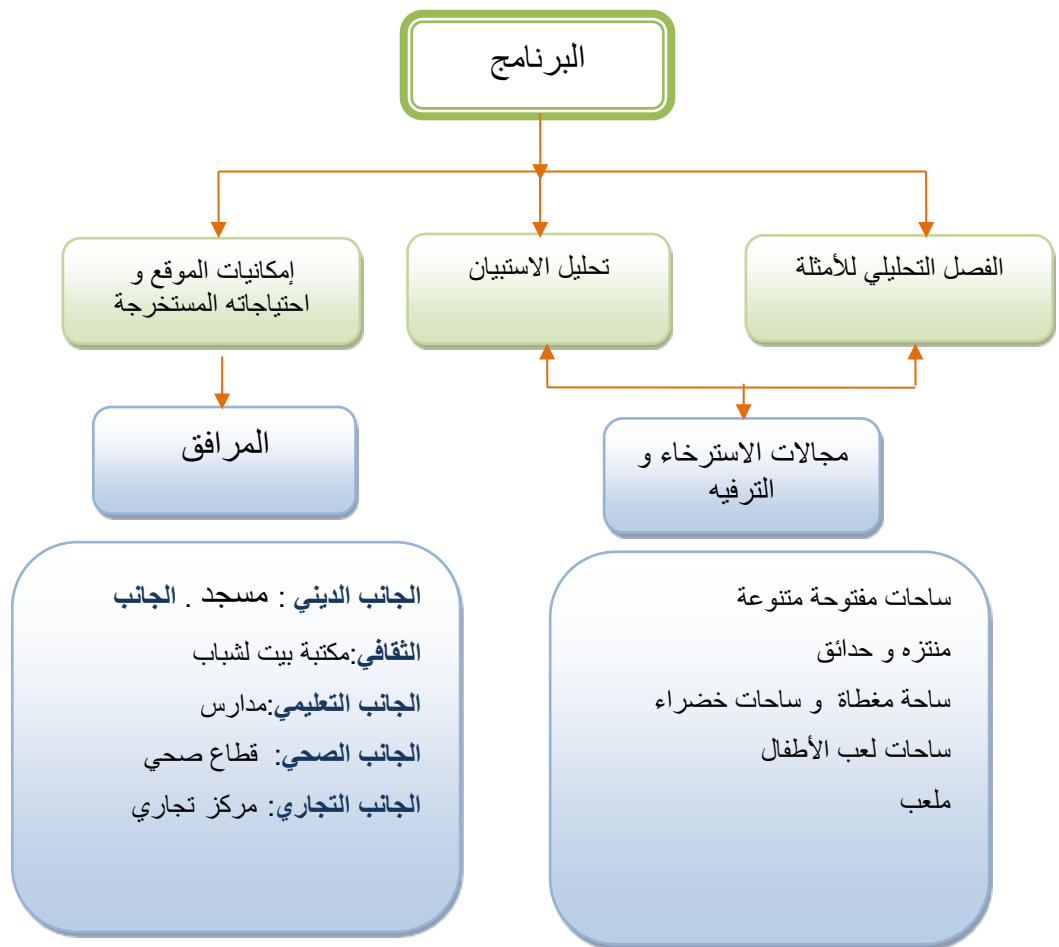 البرنامج
الفصل التحليلي للأمثلة
تحليل الاستبيان
إمكانيات الموقع و
احتياجاته المستخرجة
مجالات الاسترخاء و
الترفيه
المرافق
ساحات مفتوحة متنوعة
منتزه و حدائق
ساحة مغطاة و ساحات خضراء
ساحات لعب الأطفال
ملعب
الجانب الديني : مسجد . الجانب
الثقافي:مكتبة بيت لشباب
الجانب التعليمي:مدارس
الجانب الصحي: قطاع صحي
الجانب التجاري: مركز تجاري